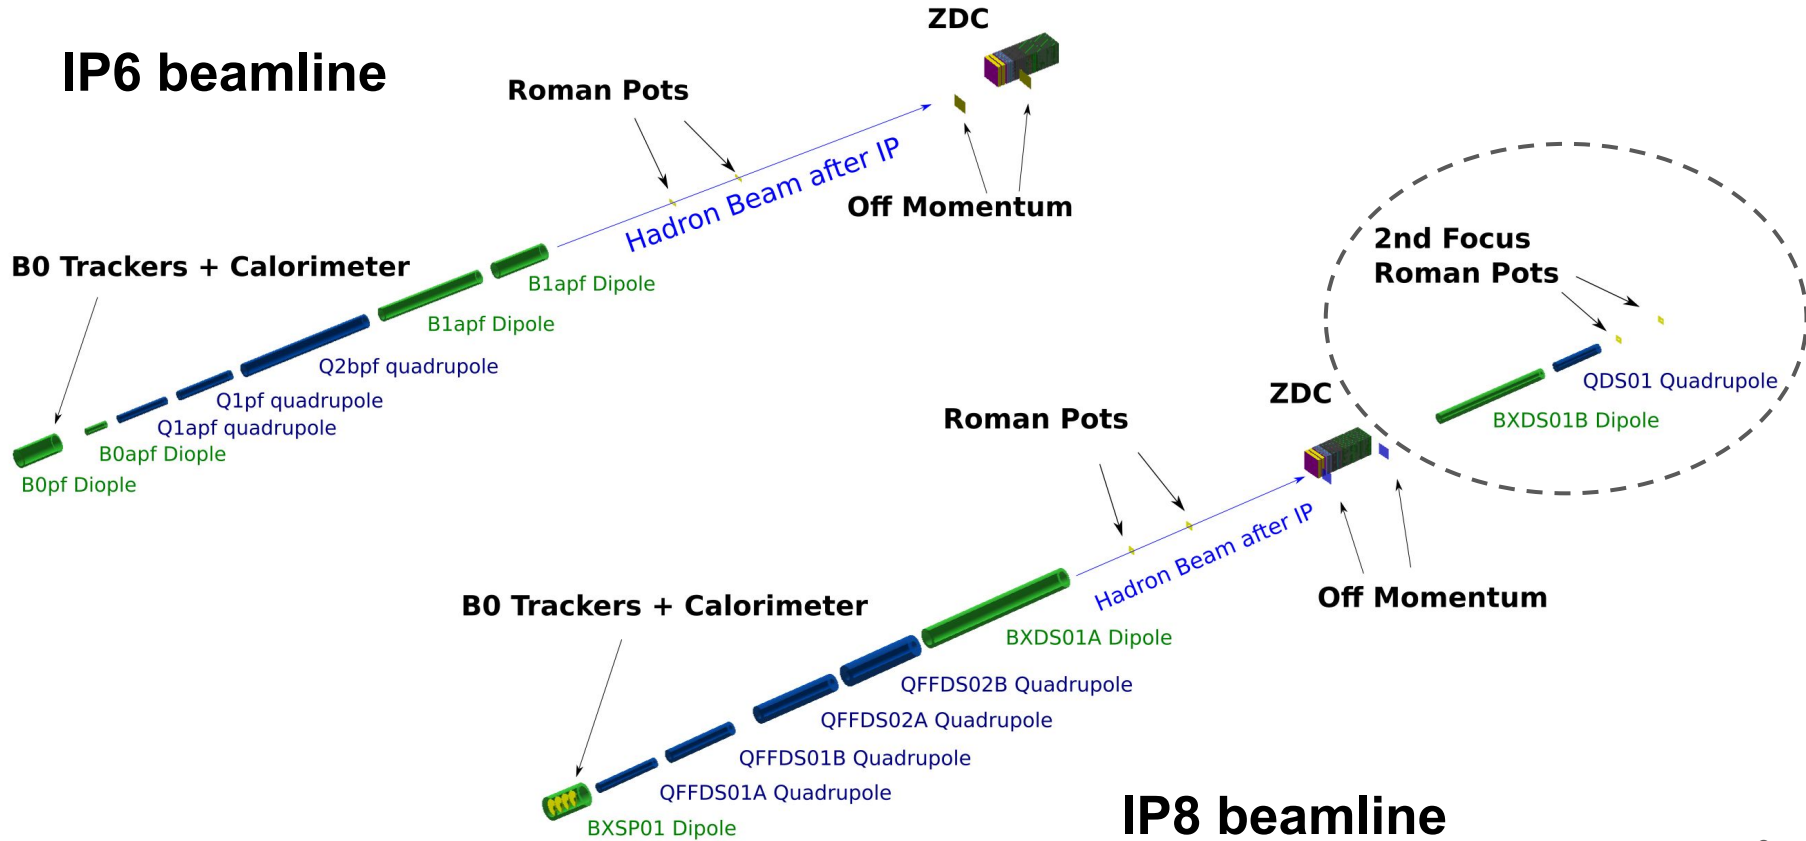 ZDC
IP6 beamline
Roman Pots
Hadron Beam after IP
Off Momentum
B0 Trackers + Calorimeter
B1apf Dipole
B1apf Dipole
Q2bpf quadrupole
Q1pf quadrupole
Q1apf quadrupole
B0apf Diople
B0pf Diople
2nd Focus
Roman Pots
QDS01 Quadrupole
BXDS01B Dipole
ZDC
Roman Pots
Hadron Beam after IP
Off Momentum
B0 Trackers + Calorimeter
BXDS01A Dipole
QFFDS02B Quadrupole
QFFDS02A Quadrupole
QFFDS01B Quadrupole
QFFDS01A Quadrupole
BXSP01 Dipole
IP8 beamline